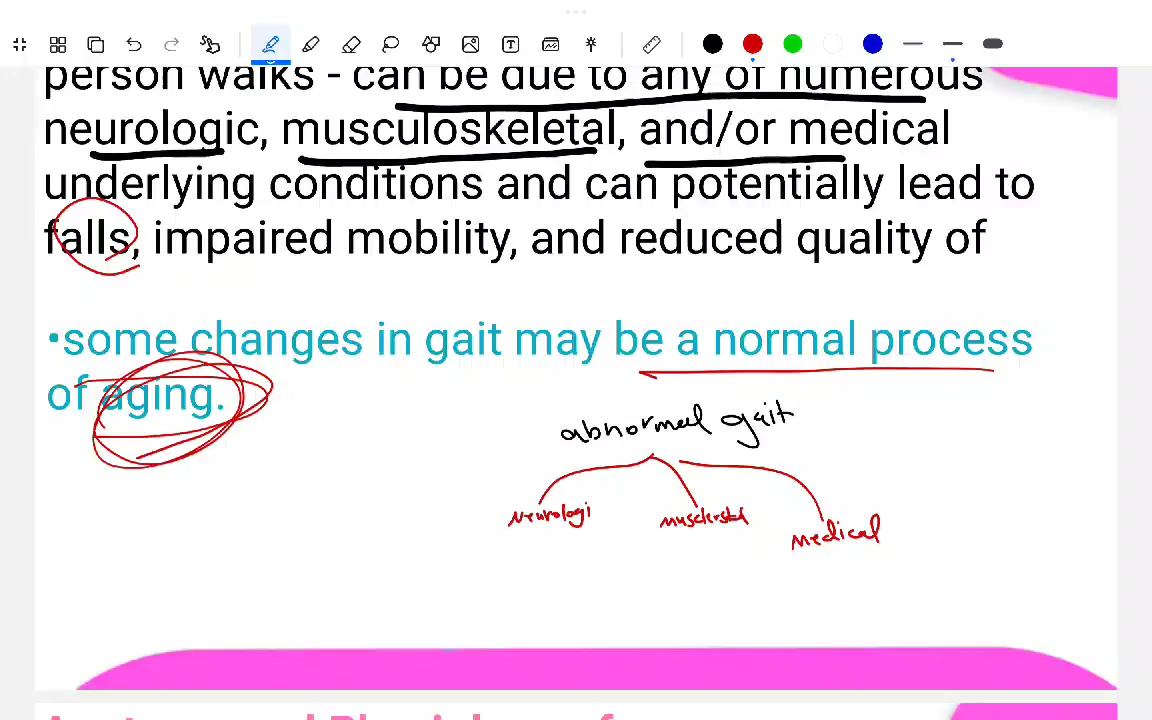 person walks - can be due to any of numerous
neurologic, musculoskeletal, and/or medical
underlying conditions and can potentially lead to
falls, impaired mobility, and reduced quality of
•some changes in gait may be a normal process
of aging.
abnormal gait
Neurologi
Medical